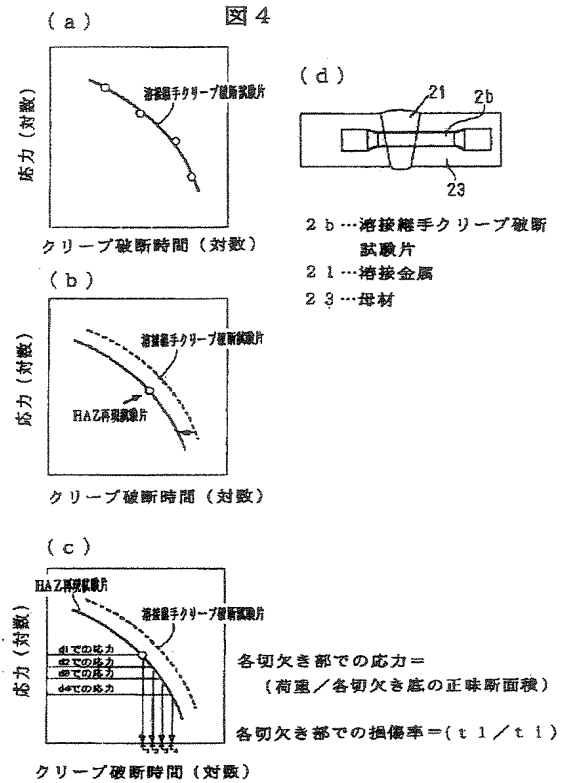 図4
(a)
応力（対数）
溶接継手クリープ破断試験片
クリープ破断時間（対数）
(b)
応力（対数）
溶接継手クリープ破断試験片
HAZ再現試験片
クリープ破断時間（対数）
(c)
応力（対数）
HAZ再現試験片
溶接継手クリープ破断試験片
d1での応力
d2での応力
d3での応力
d4での応力
クリープ破断時間（対数）
(d)
21
2b
23
2b…溶接継手クリープ破断
試験片
21…溶接金属
23…母材
各切欠き部での応力＝
（荷重／各切欠き底の正味断面積）
各切欠き部での損傷率＝(t1／ti)